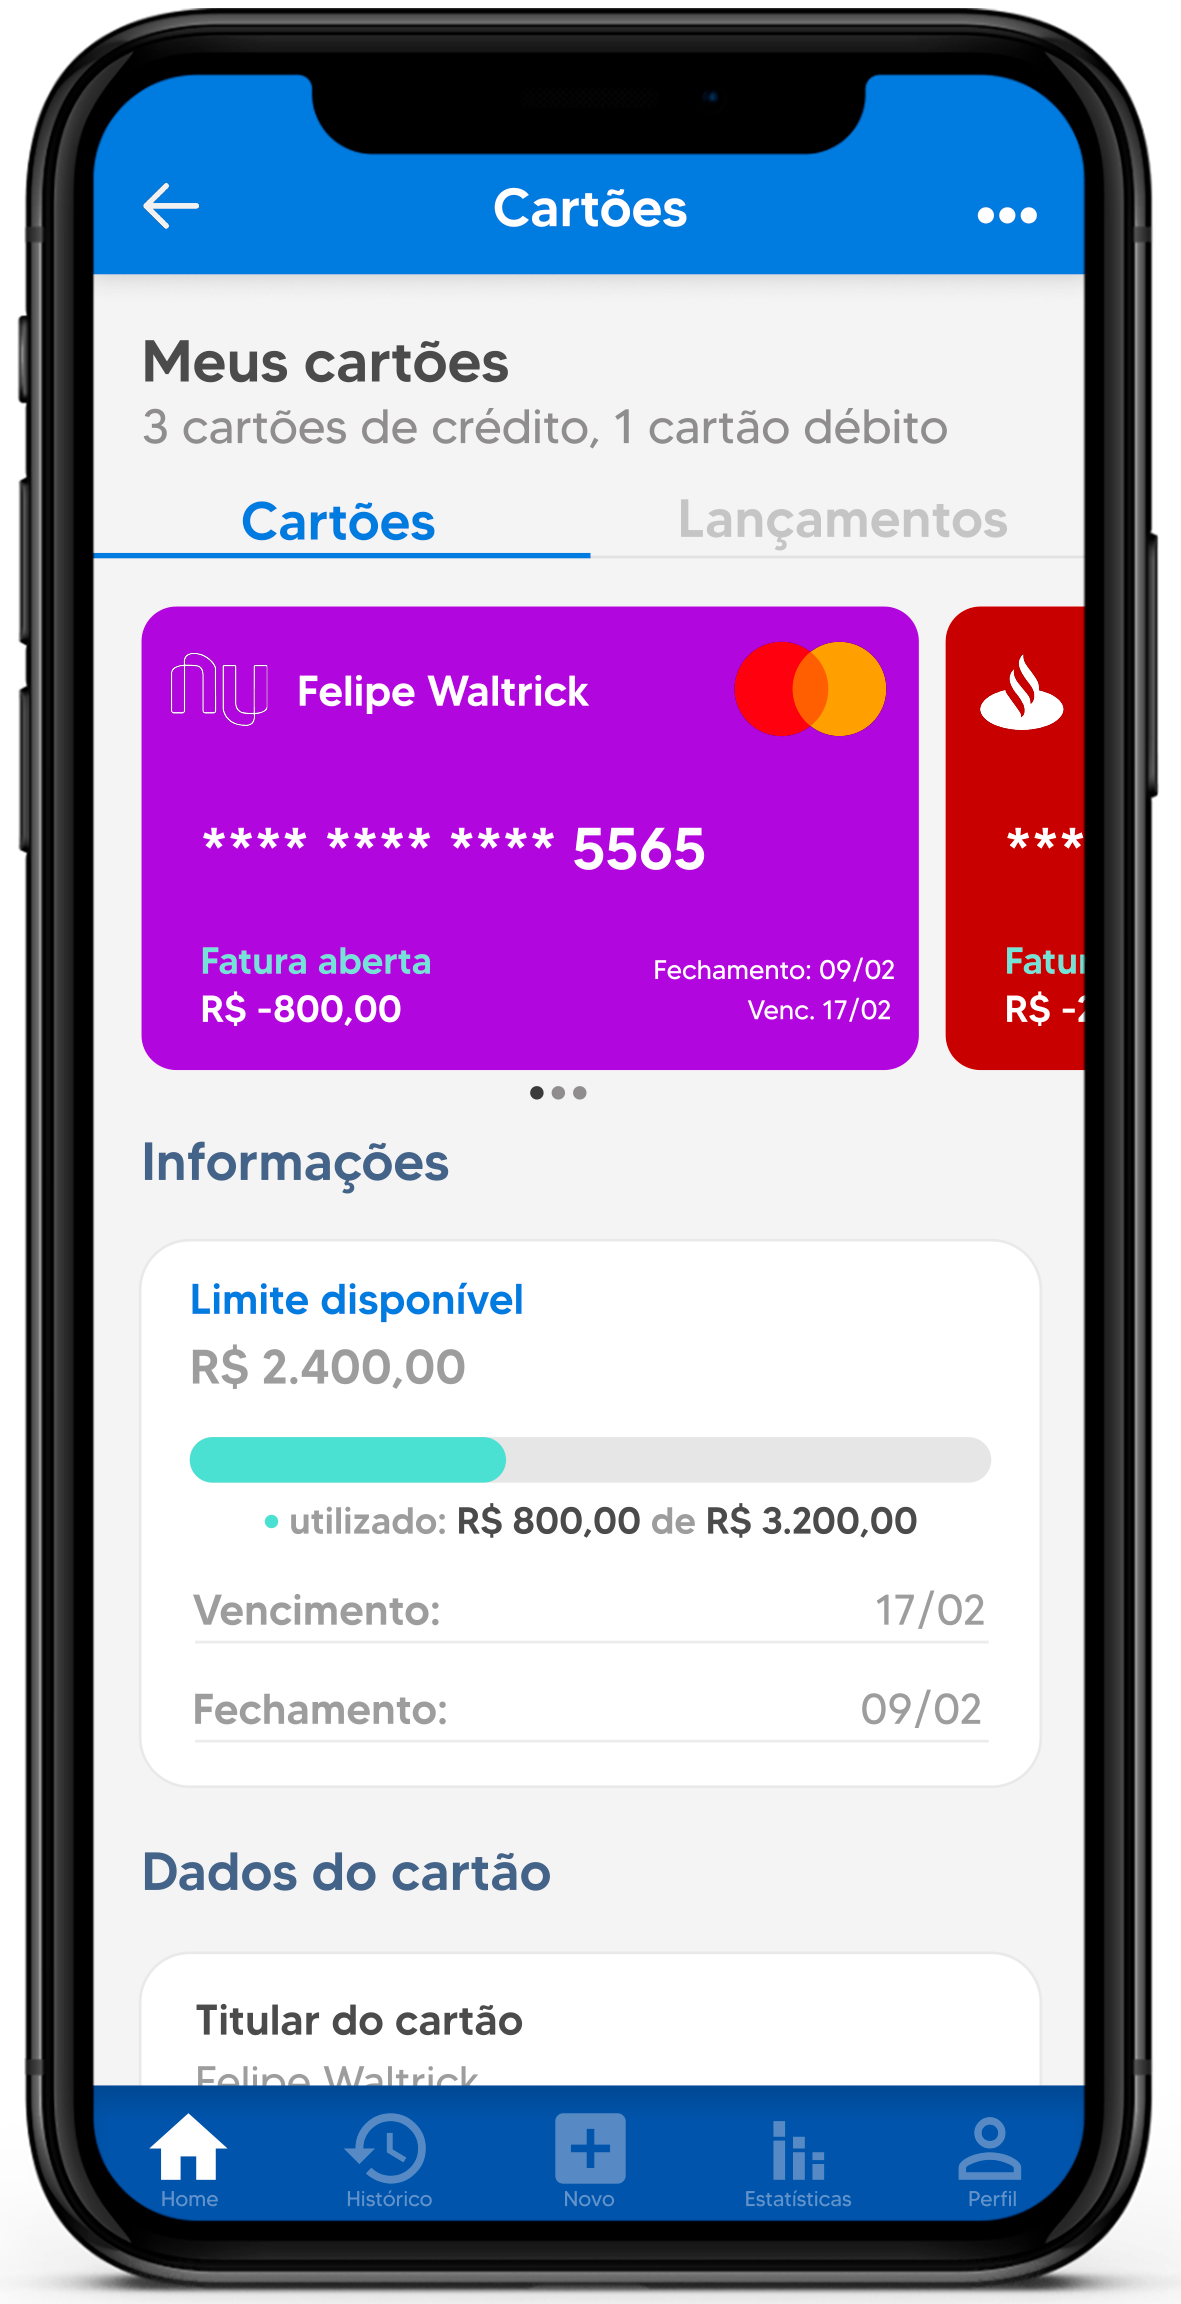 Cartões
Meus cartões
3 cartões de crédito, 1 cartão débito
Cartões
Lançamentos
nu Felipe Waltrick
**** **** **** 5565
***
Fatura aberta
R$ -800,00
Fechamento: 09/02
Venc. 17/02
Fatu
R$ -2
Informações
Limite disponível
R$ 2.400,00
• utilizado: R$ 800,00 de R$ 3.200,00
Vencimento: 17/02
Fechamento: 09/02
Dados do cartão
Titular do cartão
Felipe Waltrick
Home
Histórico
Novo
Estatísticas
Perfil